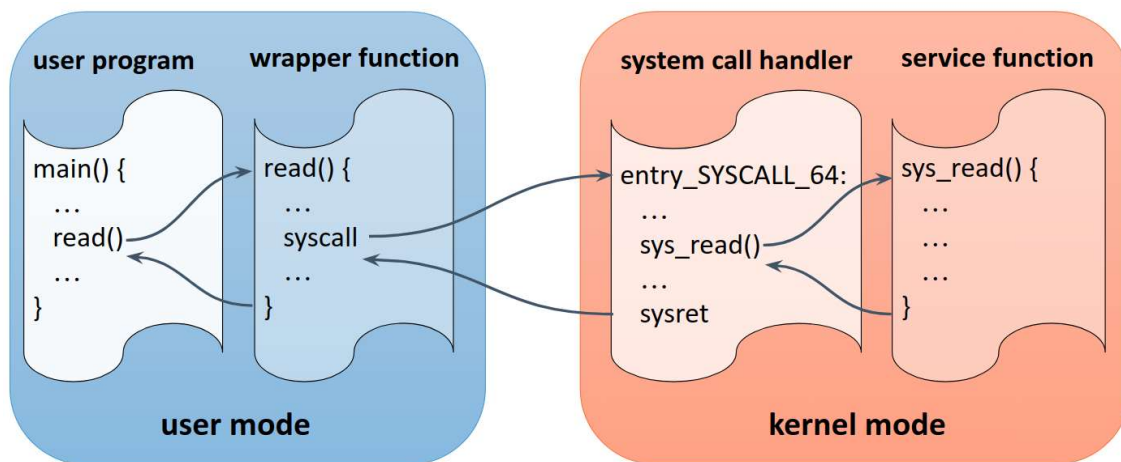 user program
main() {
…
read()
…
}
wrapper function
read() {
…
syscall
…
}
user mode
system call handler
entry_SYSCALL_64:
…
sys_read()
…
sysret
service function
sys_read() {
…
…
…
}
kernel mode